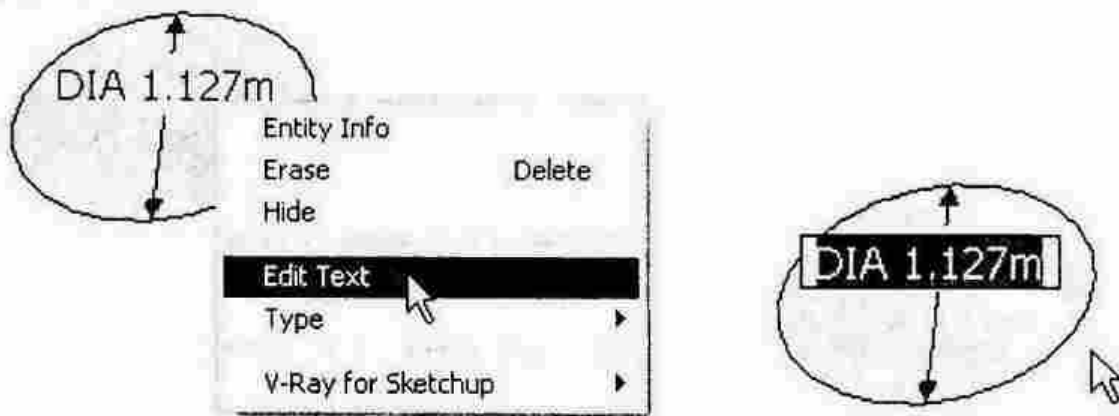 DIA 1.127m
Entity Info
Erase Delete
Hide
Edit Text
Type
V-Ray for Sketchup
DIA 1.127m